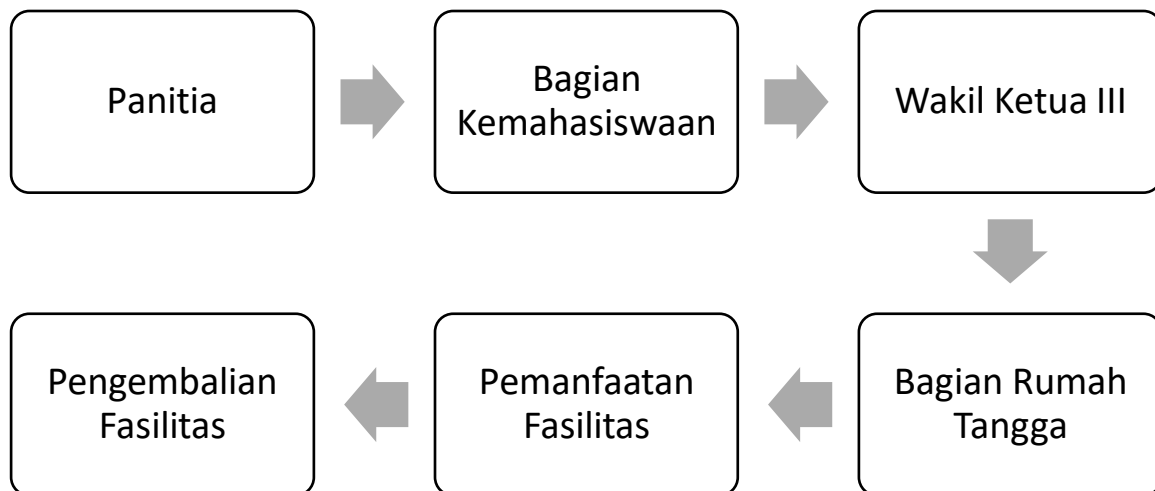 Panitia
Bagian
Kemahasiswaan
Wakil Ketua III
Bagian Rumah
Tangga
Pemanfaatan
Fasilitas
Pengembalian
Fasilitas